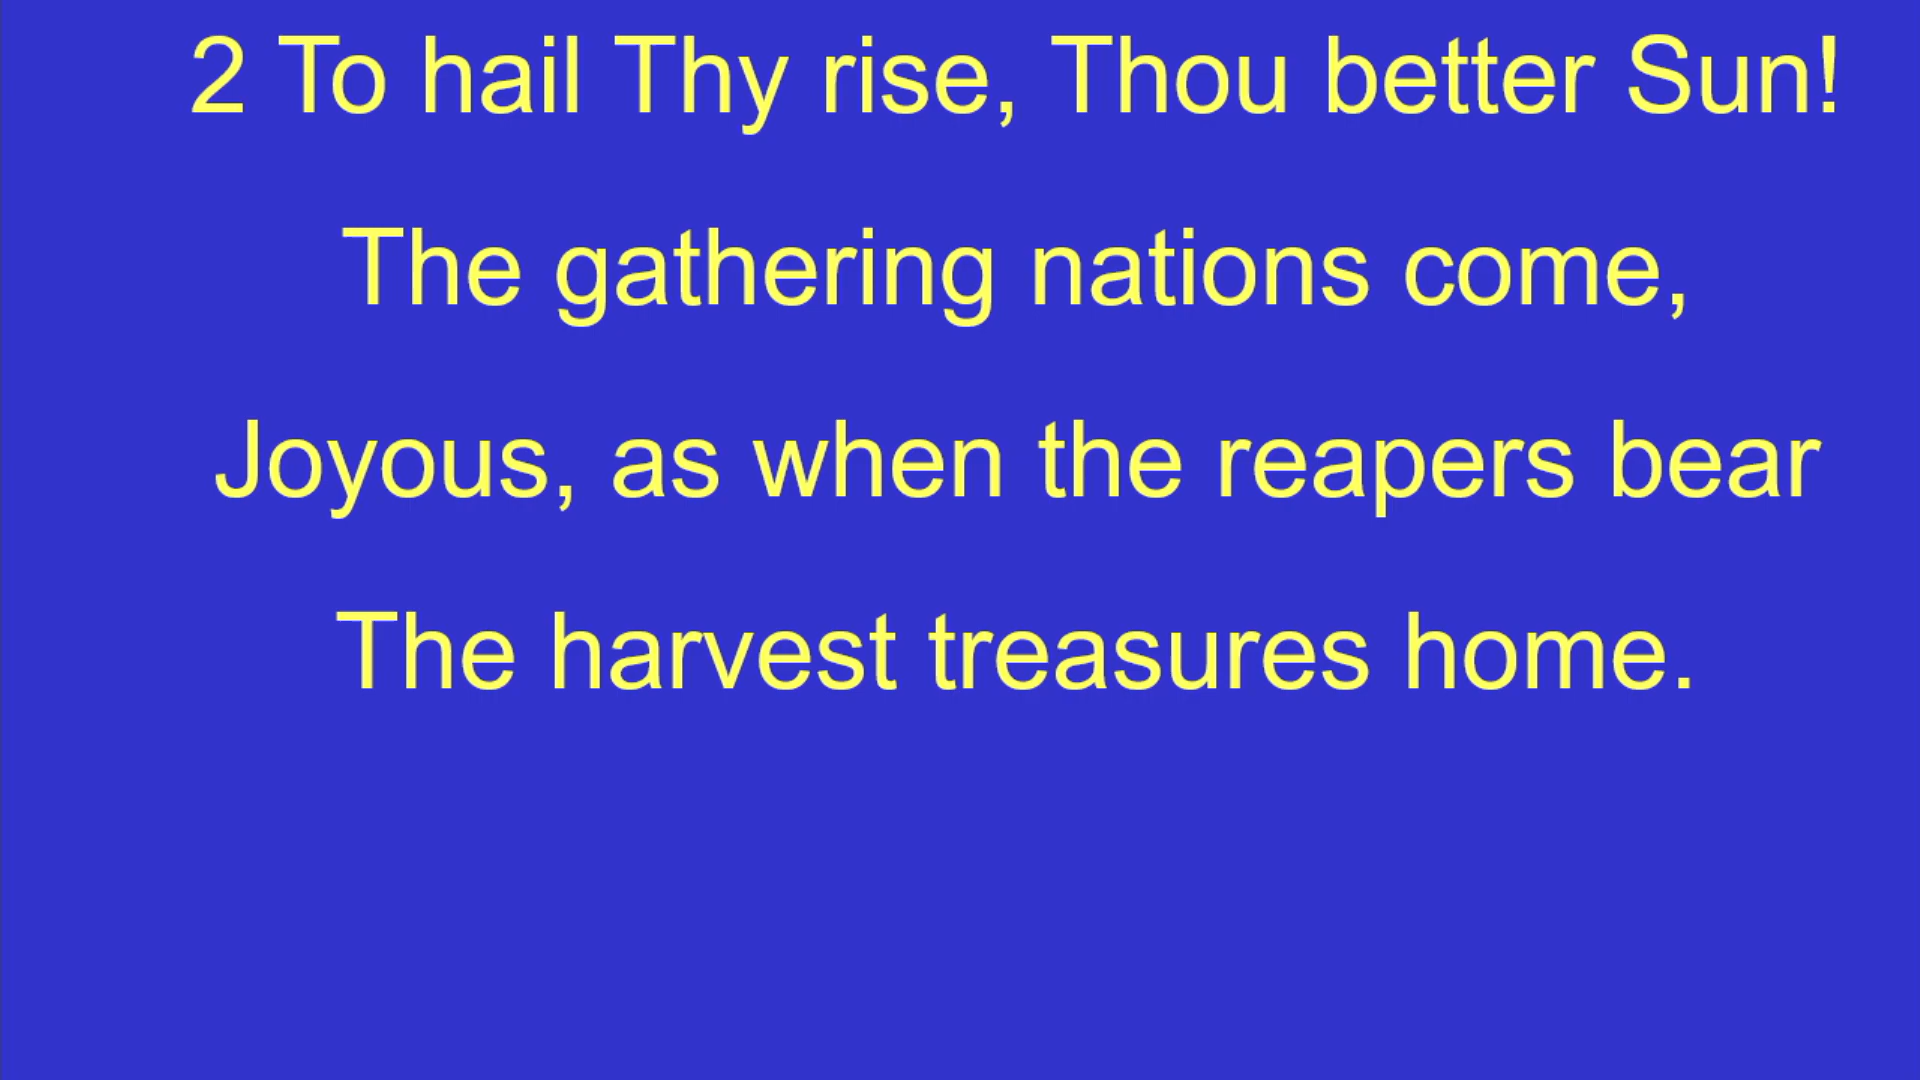 2 To hail Thy rise, Thou better Sun!
The gathering nations come,
Joyous, as when the reapers bear
The harvest treasures home.